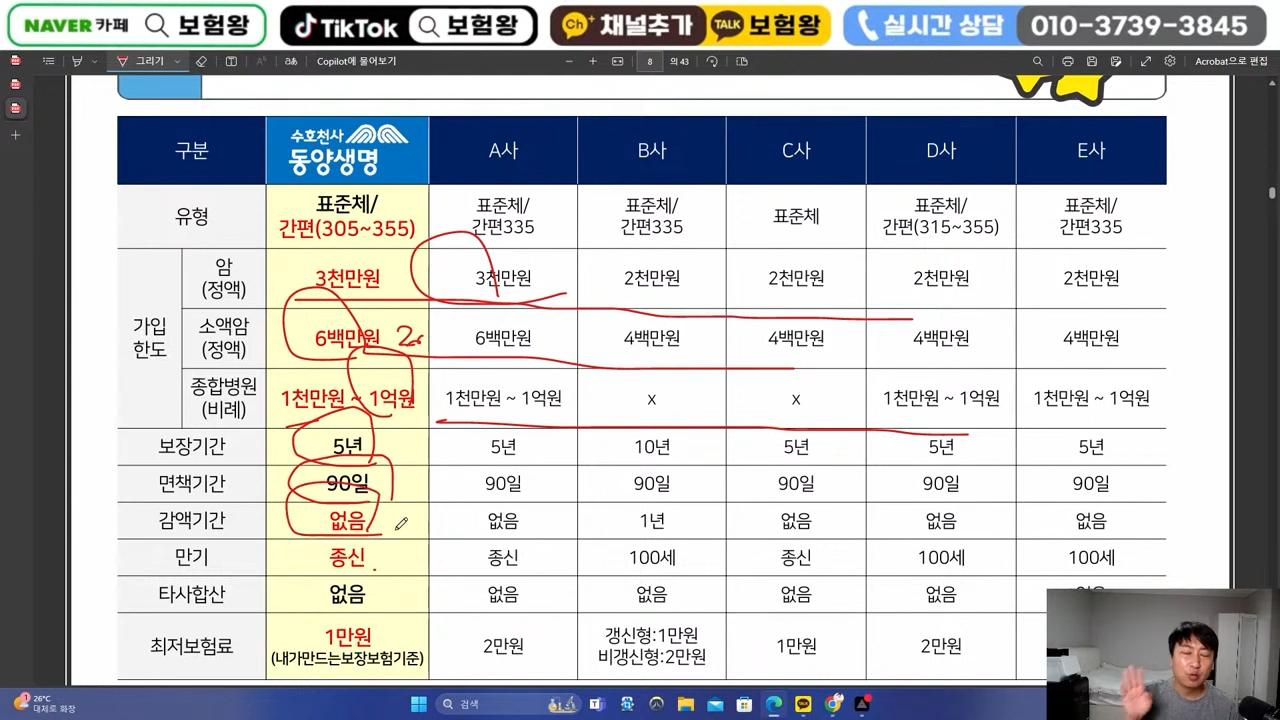 NAVER 카페 보험왕 TikTok 보험왕 Ch+ 채널추가 TALK 보험왕 실시간 상담 010-3739-3845
그리기 Copilot에 물어보기 8 의 43 Acrobat으로 편집
구분 수호천사 동양생명 A사 B사 C사 D사 E사
유형 표준체/ 간편(305~355) 표준체/ 간편335 표준체/ 간편335 표준체 표준체/ 간편(315~355) 표준체/ 간편335
가입 한도
암 (정액) 3천만원 3천만원 2천만원 2천만원 2천만원 2천만원
소액암 (정액) 6백만원 6백만원 4백만원 4백만원 4백만원 4백만원
종합병원 (비례) 1천만원 ~ 1억원 1천만원 ~ 1억원 x x 1천만원 ~ 1억원 1천만원 ~ 1억원
보장기간 5년 5년 10년 5년 5년 5년
면책기간 90일 90일 90일 90일 90일 90일
감액기간 없음 없음 1년 없음 없음 없음
만기 종신 종신 100세 종신 100세 100세
타사합산 없음 없음 없음 없음 없음
최저보험료 1만원 (내가만드는보장보험기준) 2만원 갱신형:1만원 비갱신형:2만원 1만원 2만원
26°C
대체로 화창
검색